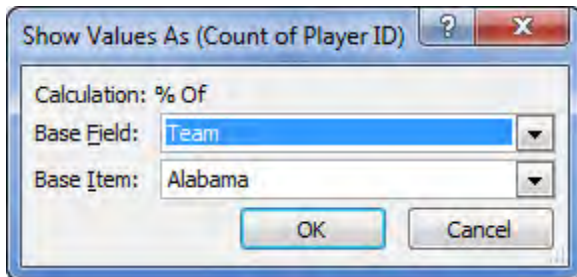 Show Values As (Count of Player ID) ? X
Calculation: % Of
Base Field: Team
Base Item: Alabama
OK Cancel